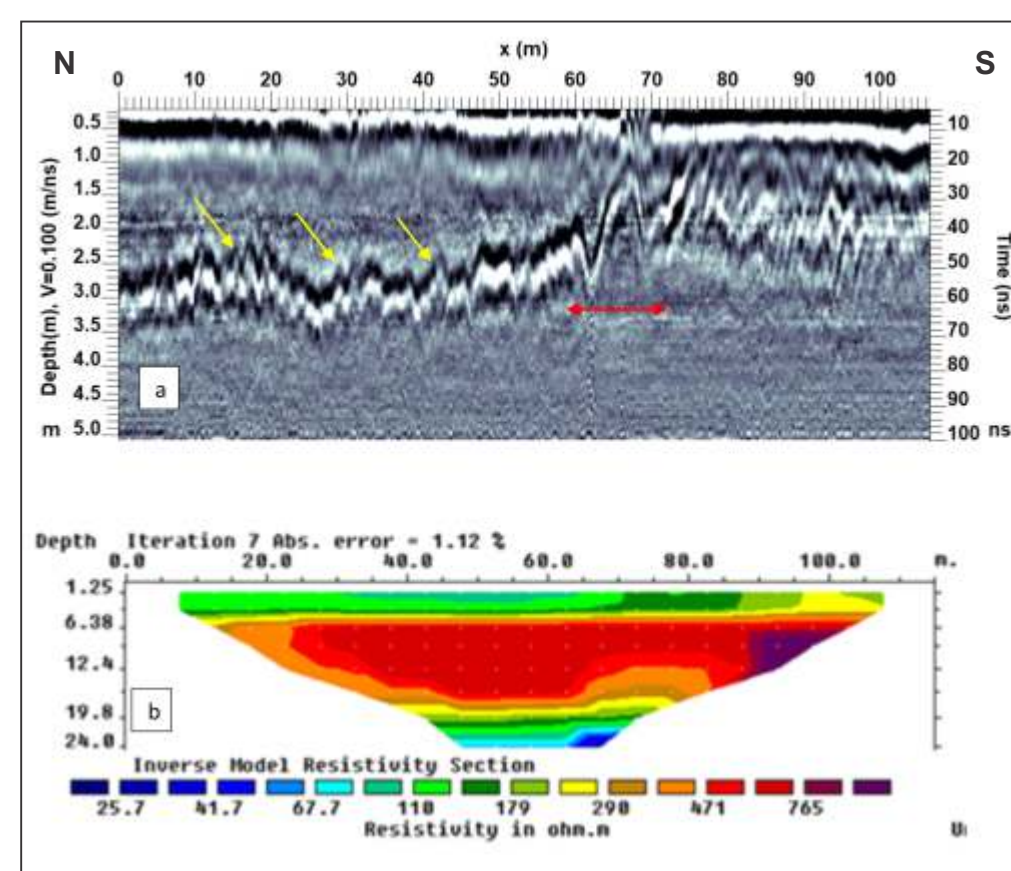 N S
x (m)
0 10 20 30 40 50 60 70 80 90 100
Depth(m), V=0.100 (m/ns)
0.5
1.0
1.5
2.0
2.5
3.0
3.5
4.0
4.5
m 5.0
10
20
30
40
50
60
70
80
90
100 ns
Time (ns)
a
Depth Iteration 7 Abs. error = 1.12 %
0.0 20.0 40.0 60.0 80.0 100.0 m.
1.25
6.38
12.4
19.8
24.0
b
Inverse Model Resistivity Section
25.7 41.7 67.7 110 179 290 471 765
Resistivity in ohm.m U